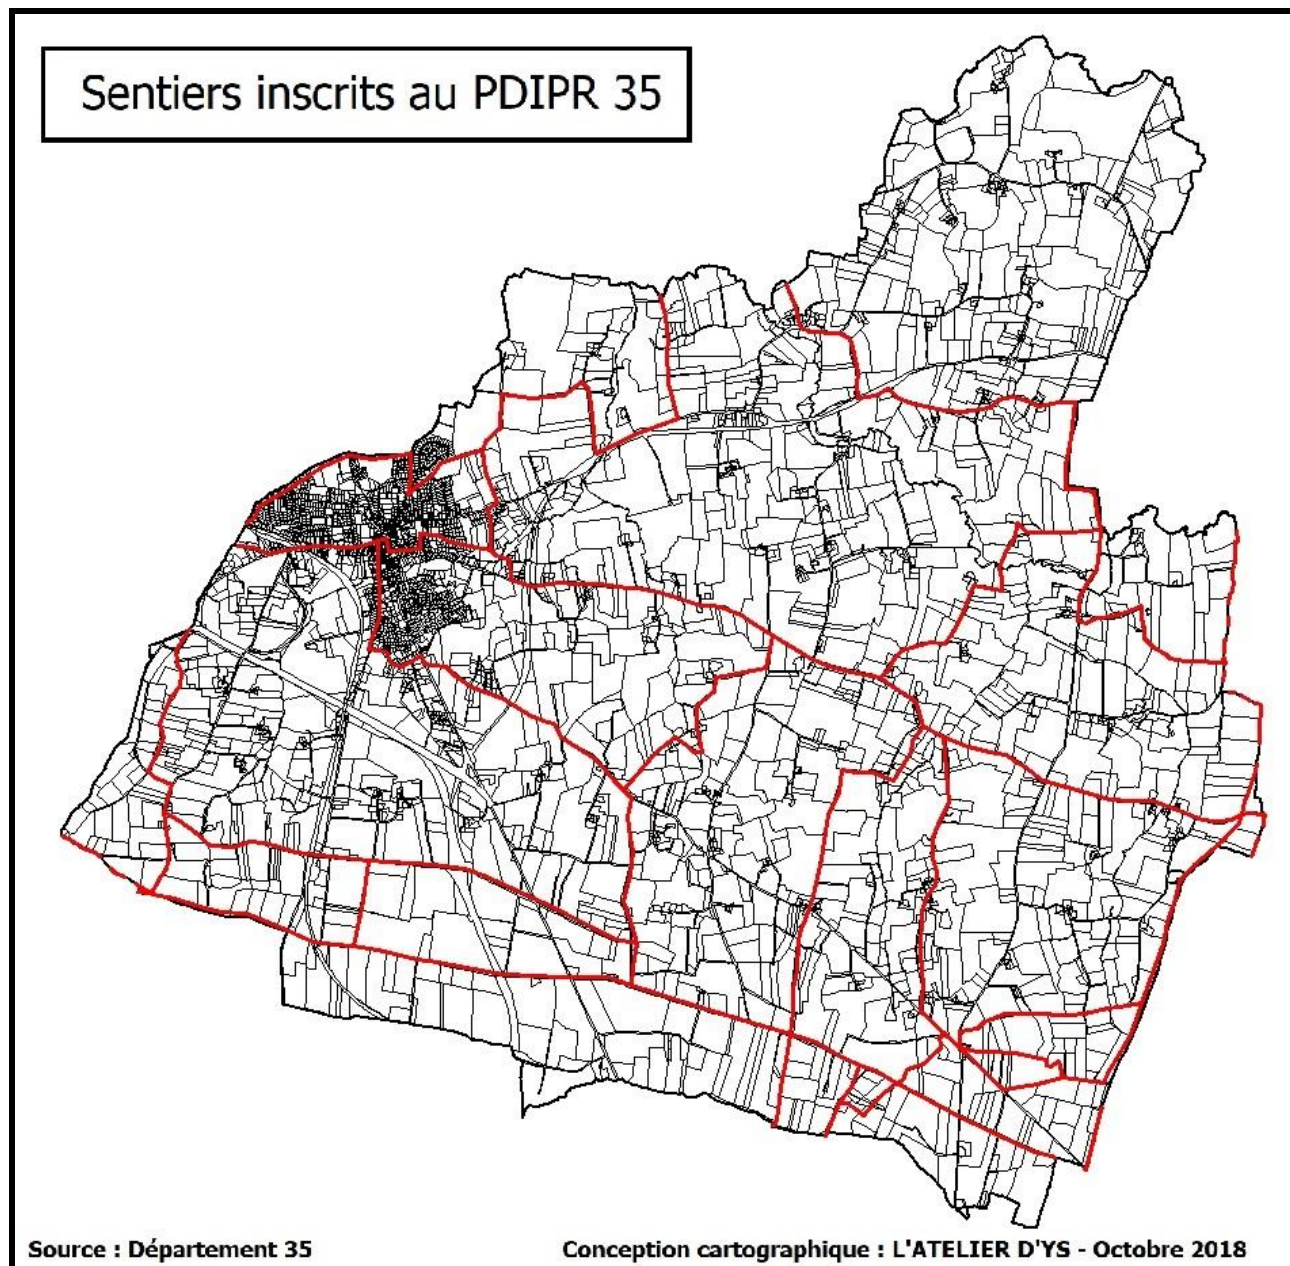 Sentiers inscrits au PDIPR 35
Source : Département 35
Conception cartographique : L'ATELIER D'YS - Octobre 2018